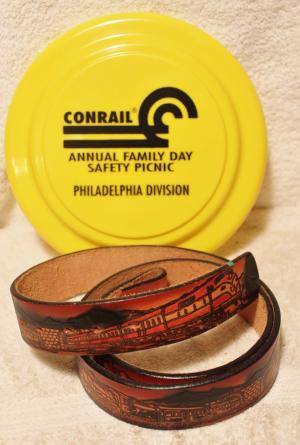 CONRAIL®
ANNUAL FAMILY DAY
SAFETY PICNIC
PHILADELPHIA DIVISION